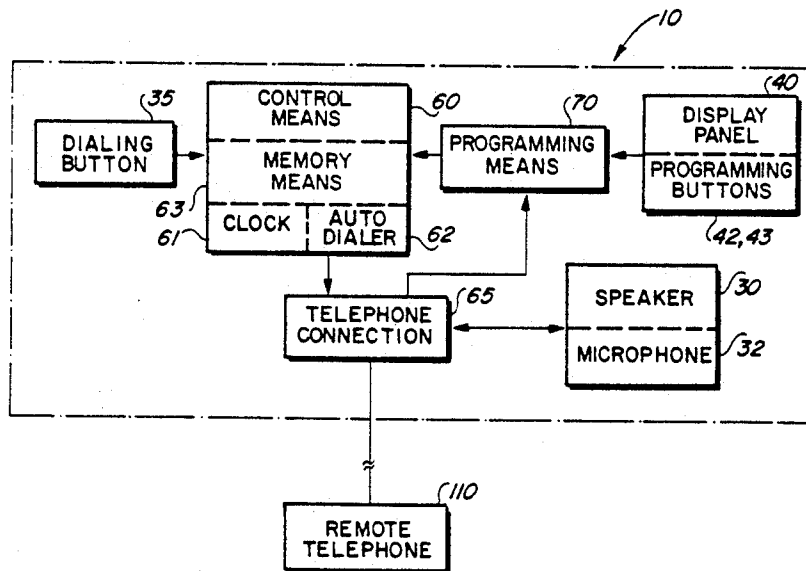 10
35
DIALING
BUTTON
CONTROL
MEANS
60
MEMORY
MEANS
63
CLOCK
61
AUTO
DIALER
62
70
PROGRAMMING
MEANS
40
DISPLAY
PANEL
PROGRAMMING
BUTTONS
42,43
65
TELEPHONE
CONNECTION
SPEAKER
30
MICROPHONE
32
110
REMOTE
TELEPHONE